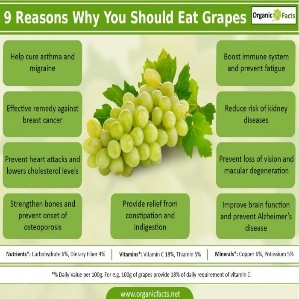 9 Reasons Why You Should Eat Grapes
Organic Facts
Help cure asthma and
migraine
Boost immune system
and prevent fatigue
Effective remedy against
breast cancer
Reduce risk of kidney
diseases
Prevent heart attacks and
lowers cholesterol levels
Prevent loss of vision and
macular degeneration
Strengthen bones and
prevent onset of
osteoporosis
Provide relief from
constipation and
indigestion
Improve brain function
and prevent Alzheimer's
disease
Nutrients*: Carbohydrate 6%, Dietary Fiber 4%
Vitamins*: Vitamin C 18%, Thiamin 5%
Minerals*: Copper 6%, Potassium 5%
*% Daily Value per 100g. For e.g. 100g of grapes provide 18% of daily requirement of vitamin C.
www.organicfacts.net